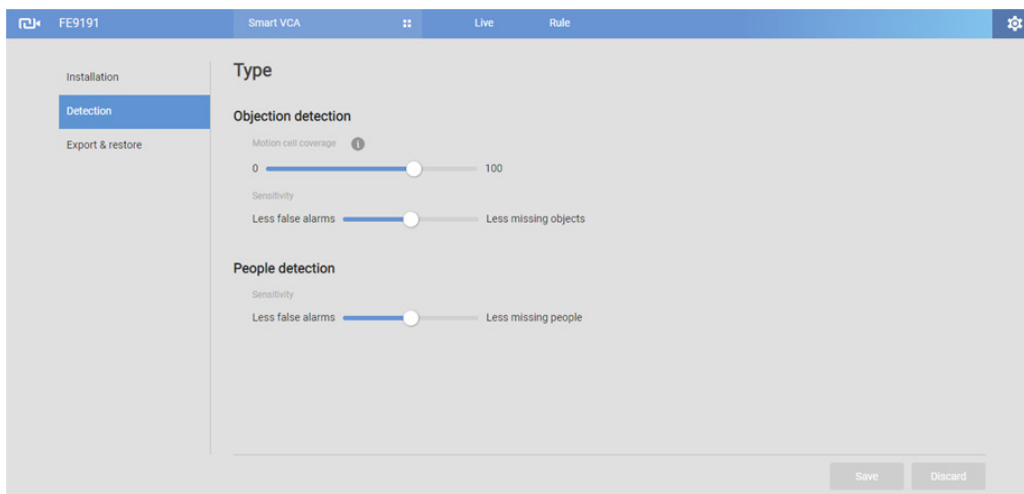 FE9191 Smart VCA Live Rule
Installation
Detection
Export & restore
Type
Objection detection
Motion cell coverage
0 100
Sensitivity
Less false alarms Less missing objects
People detection
Sensitivity
Less false alarms Less missing people
Save Discard